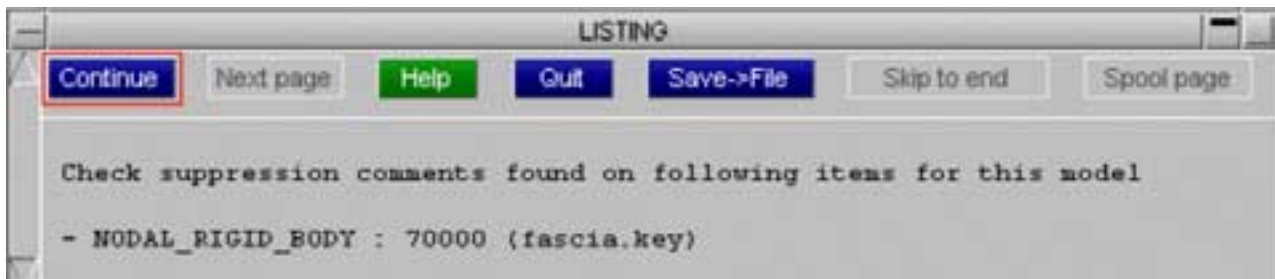 LISTING
Continue Next page Help Quit Save->File Skip to end Spool page
Check suppression comments found on following items for this model
- NODAL_RIGID_BODY : 70000 (fascia.key)